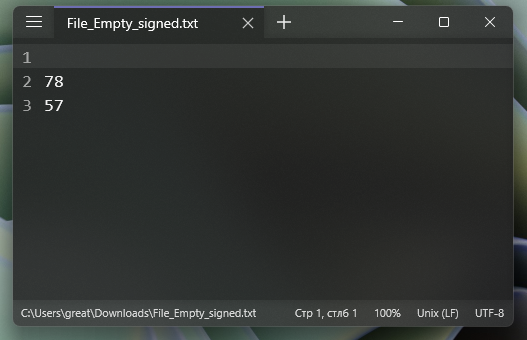 File_Empty_signed.txt
1
2 78
3 57
C:\Users\great\Downloads\File_Empty_signed.txt Стр 1, стлб 1 100% Unix (LF) UTF-8